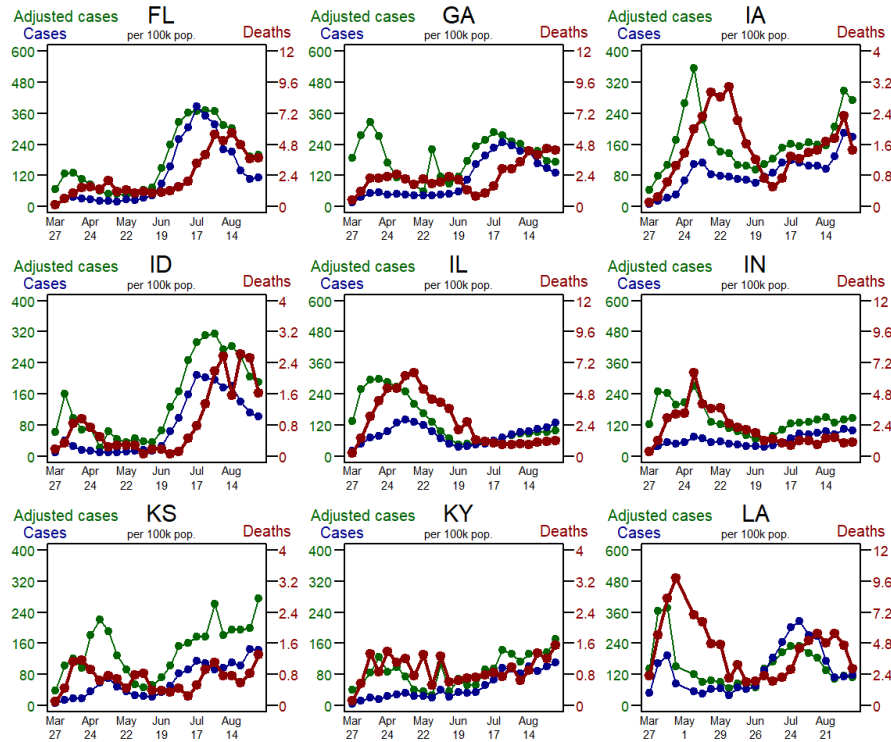 Adjusted cases FL
Cases per 100k pop. Deaths
600 12
480 9.6
360 7.2
240 4.8
120 2.4
0 0
Mar Apr May Jun Jul Aug
27 24 22 19 17 14
Adjusted cases GA
Cases per 100k pop. Deaths
600 12
480 9.6
360 7.2
240 4.8
120 2.4
0 0
Mar Apr May Jun Jul Aug
27 24 22 19 17 14
Adjusted cases IA
Cases per 100k pop. Deaths
400 4
320 3.2
240 2.4
160 1.6
80 0.8
0 0
Mar Apr May Jun Jul Aug
27 24 22 19 17 14
Adjusted cases ID
Cases per 100k pop. Deaths
400 4
320 3.2
240 2.4
160 1.6
80 0.8
0 0
Mar Apr May Jun Jul Aug
27 24 22 19 17 14
Adjusted cases IL
Cases per 100k pop. Deaths
600 12
480 9.6
360 7.2
240 4.8
120 2.4
0 0
Mar Apr May Jun Jul Aug
27 24 22 19 17 14
Adjusted cases IN
Cases per 100k pop. Deaths
600 12
480 9.6
360 7.2
240 4.8
120 2.4
0 0
Mar Apr May Jun Jul Aug
27 24 22 19 17 14
Adjusted cases KS
Cases per 100k pop. Deaths
400 4
320 3.2
240 2.4
160 1.6
80 0.8
0 0
Mar Apr May Jun Jul Aug
27 24 22 19 17 14
Adjusted cases KY
Cases per 100k pop. Deaths
400 4
320 3.2
240 2.4
160 1.6
80 0.8
0 0
Mar Apr May Jun Jul Aug
27 24 22 19 17 14
Adjusted cases LA
Cases per 100k pop. Deaths
600 12
480 9.6
360 7.2
240 4.8
120 2.4
0 0
Mar May May Jun Jul Aug
27 1 29 26 24 21